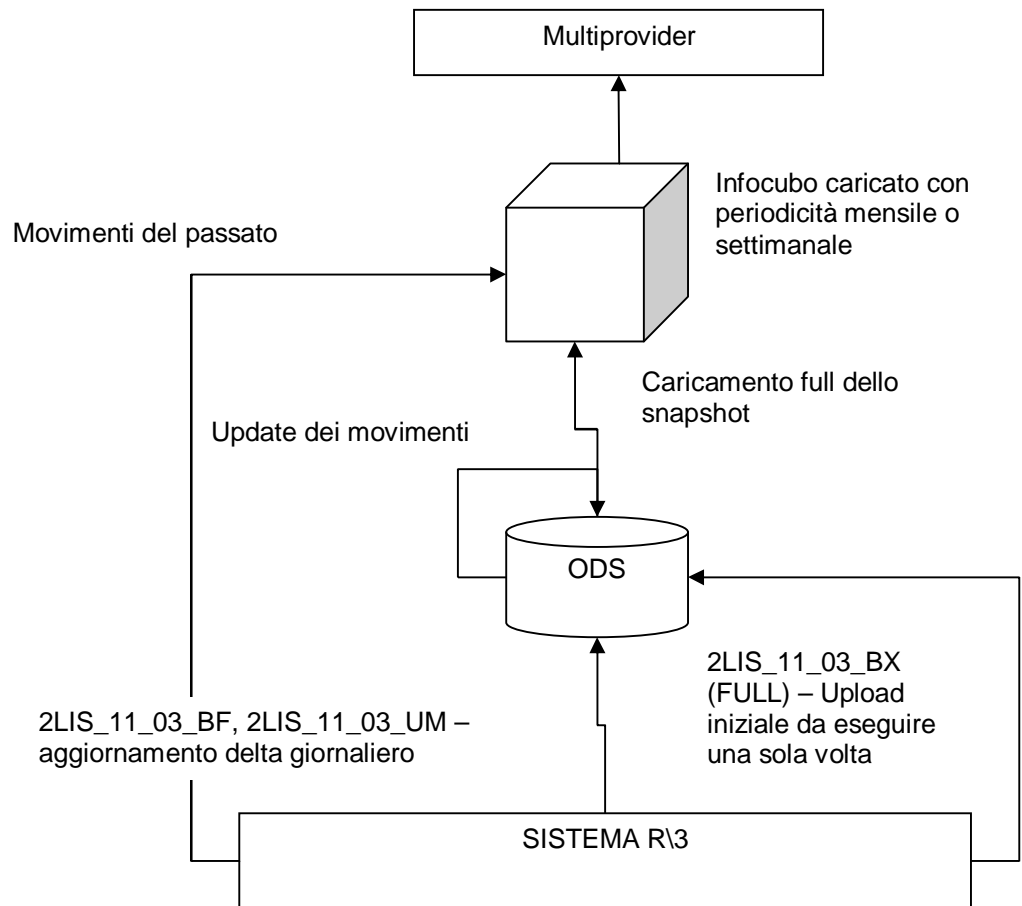 Multiprovider
Infocubo caricato con
periodicità mensile o
settimanale
Movimenti del passato
Caricamento full dello
snapshot
Update dei movimenti
ODS
2LIS_11_03_BX
(FULL) – Upload
iniziale da eseguire
una sola volta
2LIS_11_03_BF, 2LIS_11_03_UM –
aggiornamento delta giornaliero
SISTEMA R\3